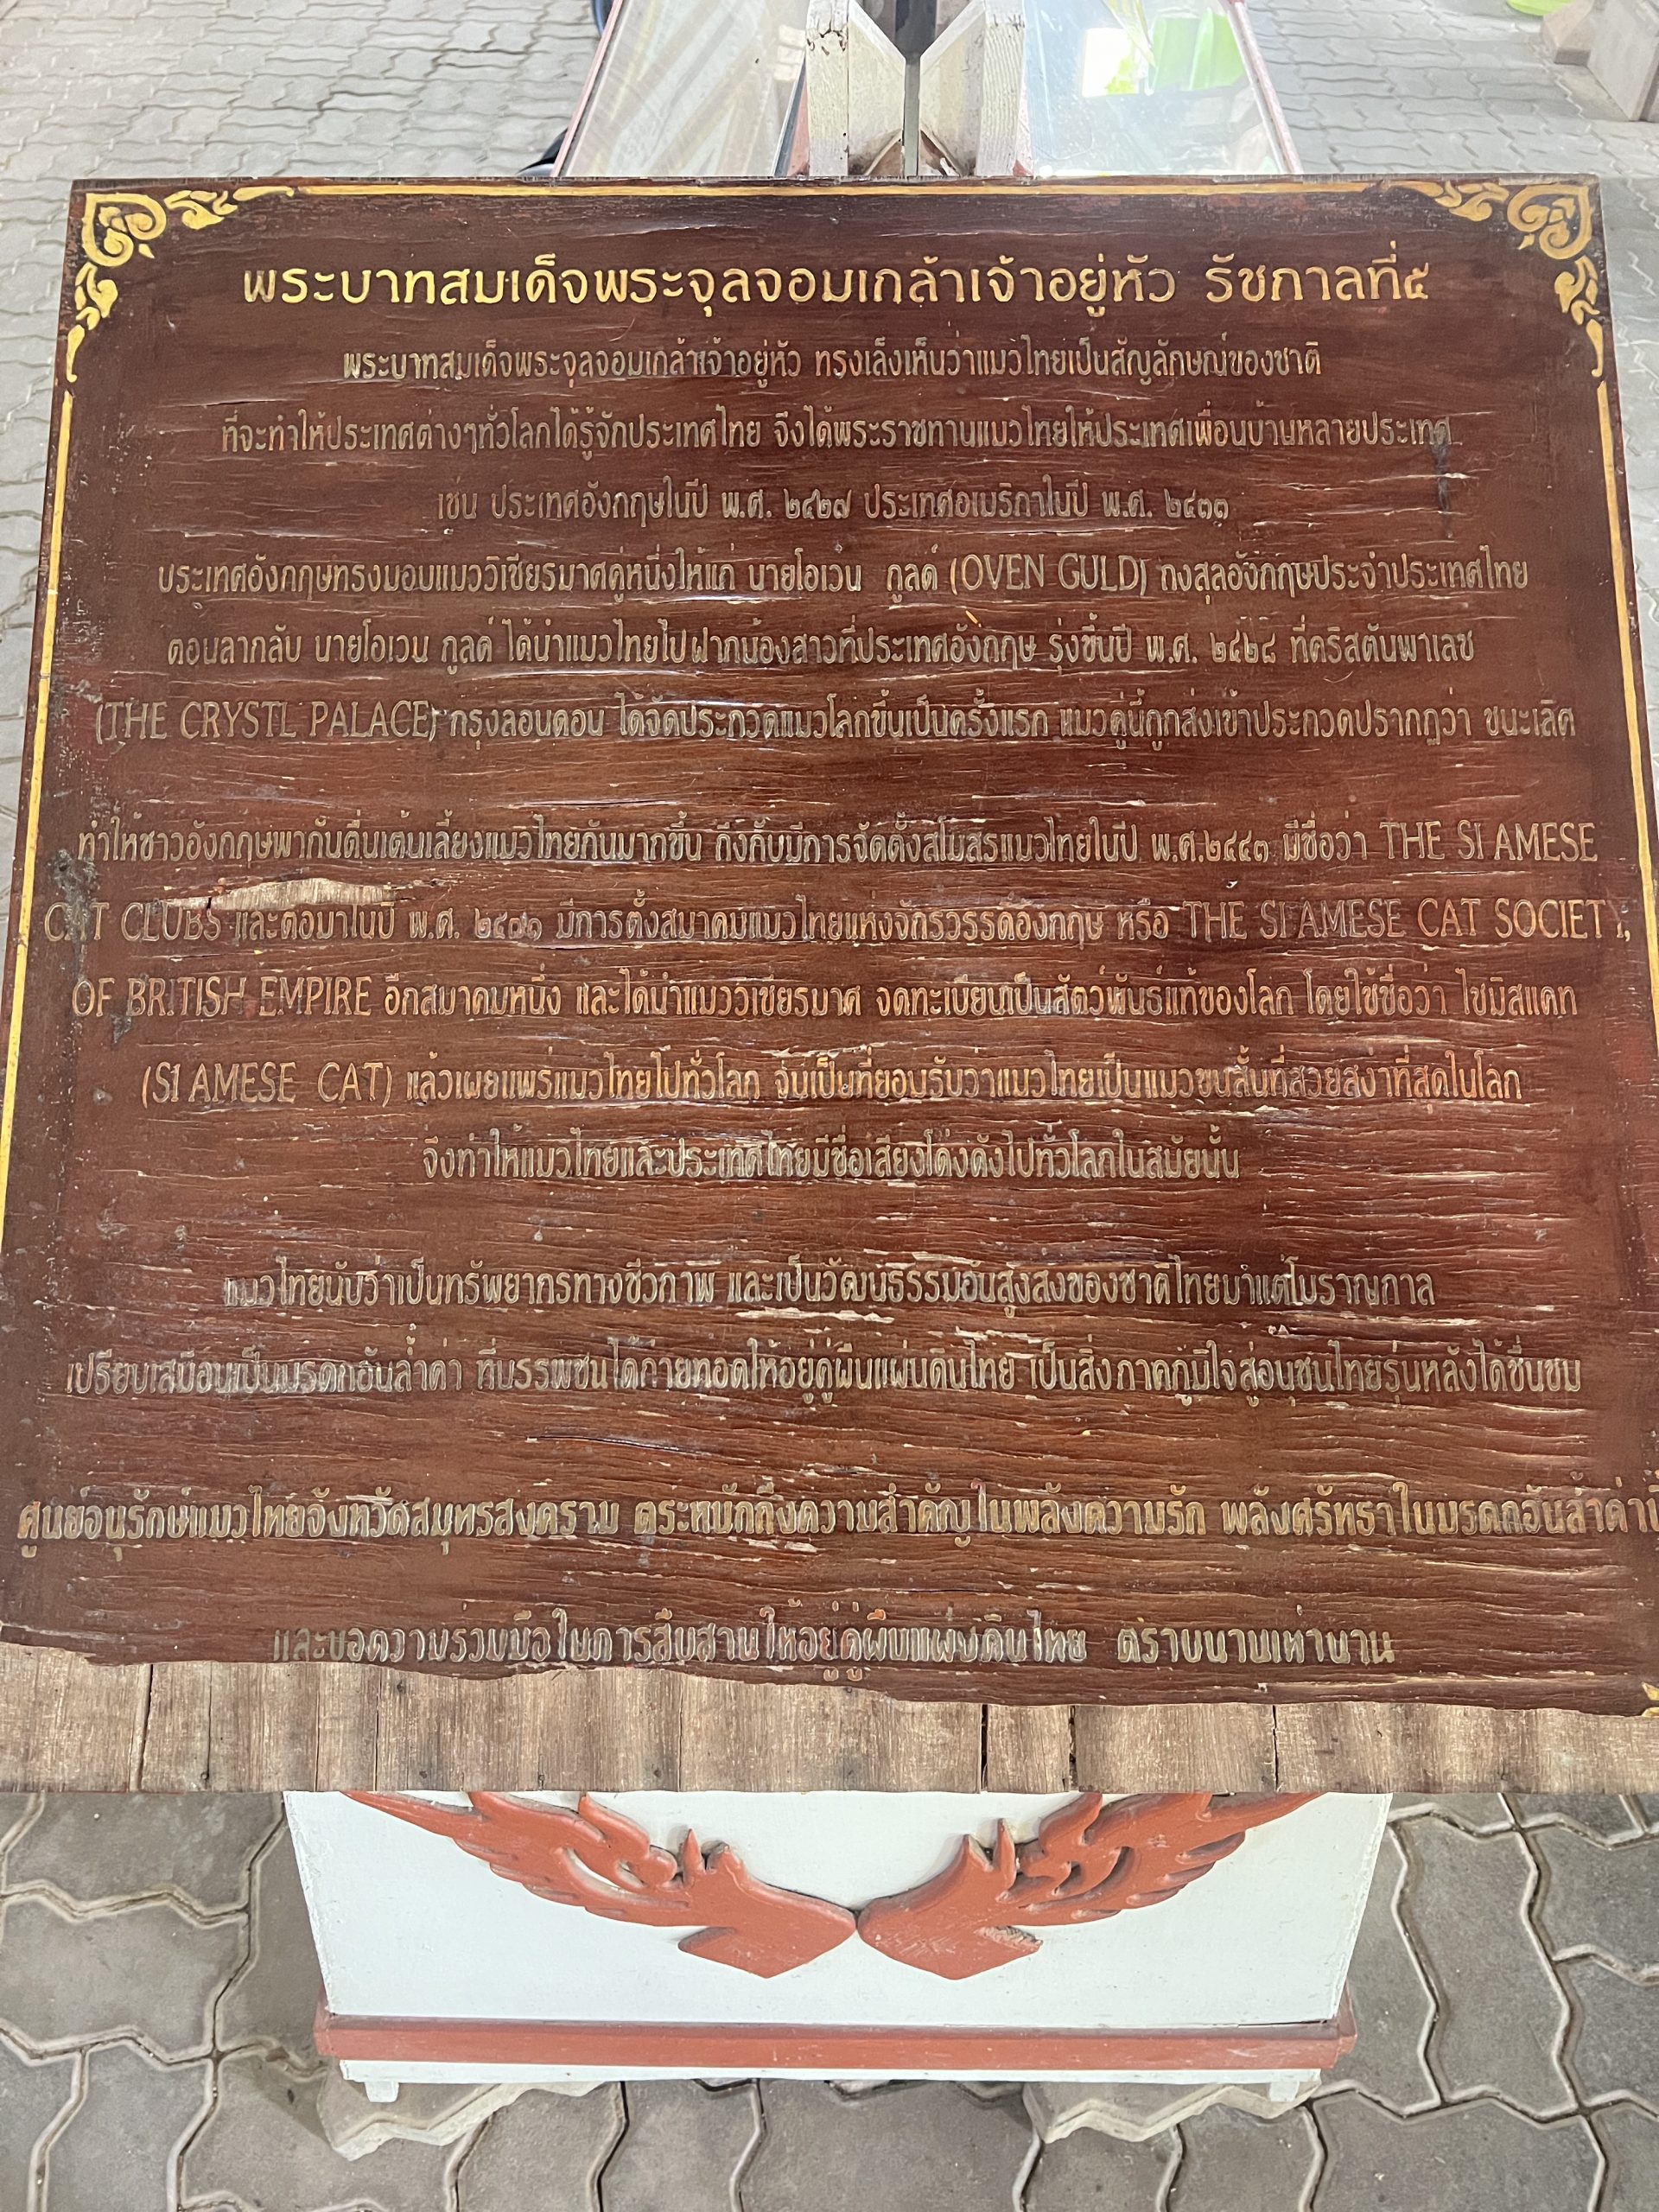 พระบาทสมเด็จพระจุลจอมเกล้าเจ้าอยู่หัว รัชกาลที่๕
พระบาทสมเด็จพระจุลจอมเกล้าเจ้าอยู่หัว ทรงเล็งเห็นว่าแมวไทยเป็นสัญลักษณ์ของชาติ
ที่จะทำให้ประเทศต่างๆทั่วโลกได้รู้จักประเทศไทย จึงได้พระราชทานแมวไทยให้ประเทศเพื่อนบ้านหลายประเทศ
เช่น ประเทศอังกฤษในปี พ.ศ. ๒๔๒๗ ประเทศอเมริกาในปี พ.ศ. ๒๔๓๓
ประเทศอังกฤษทรงมอบแมววิเชียรมาศคู่หนึ่งให้แก่ นายโอเวน กูลด์ (OVEN GULD) กงสุลอังกฤษประจำประเทศไทย
ตอนลากลับ นายโอเวน กูลด์ ได้นำแมวไทยไปฝากน้องสาวที่ประเทศอังกฤษ รุ่งขึ้นปี พ.ศ. ๒๔๒๘ ที่คริสตันพาเลซ
(THE CRYSTL PALACE) กรุงลอนดอน ได้จัดประกวดแมวโลกขึ้นเป็นครั้งแรก แมวคู่นี้ถูกส่งเข้าประกวดปรากฏว่า ชนะเลิศ
ทำให้ชาวอังกฤษพากันตื่นเต้นเลี้ยงแมวไทยกันมากขึ้น ถึงกับมีการจัดตั้งสโมสรแมวไทยในปี พ.ศ.๒๔๔๓ มีชื่อว่า THE SI AMESE
CAT CLUBS และต่อมาในปี พ.ศ. มีการตั้งสมาคมแมวไทยแห่งจักรวรรดิอังกฤษ หรือ THE SI AMESE CAT SOCIETY,
OF BRITISH EMPIRE อีกสมาคมหนึ่ง และได้นำแมววิเชียรมาศ จดทะเบียนเป็นสัตว์พันธุ์แท้ของโลก โดยใช้ชื่อว่า ไซมิสแคท
(SI AMESE CAT) แล้วเผยแพร่แมวไทยไปทั่วโลก จนเป็นที่ยอมรับว่าแมวไทยเป็นแมวขนสั้นที่สวยสง่าที่สุดในโลก
จึงทำให้แมวไทยและประเทศไทยมีชื่อเสียงโด่งดังไปทั่วโลกในสมัยนั้น
แมวไทยนับว่าเป็นทรัพยากรทางชีวภาพ และเป็นวัฒนธรรมอันสูงส่งของชาติไทยมาแต่โบราณกาล
เปรียบเสมือนเป็นมรดกอันล้ำค่า ที่บรรพชนได้ถ่ายทอดให้อยู่คู่ผืนแผ่นดินไทย เป็นสิ่งภาคภูมิใจสู่อนุชนไทยรุ่นหลังได้ชื่นชม
ศูนย์อนุรักษ์แมวไทยจังหวัดสมุทรสงคราม ตระหนักถึงความสำคัญในพลังความรัก พลังศรัทธาในมรดกอันล้ำค่านี้
และขอความร่วมมือในการสืบสานให้อยู่คู่ผืนแผ่นดินไทย ตราบนานเท่านาน